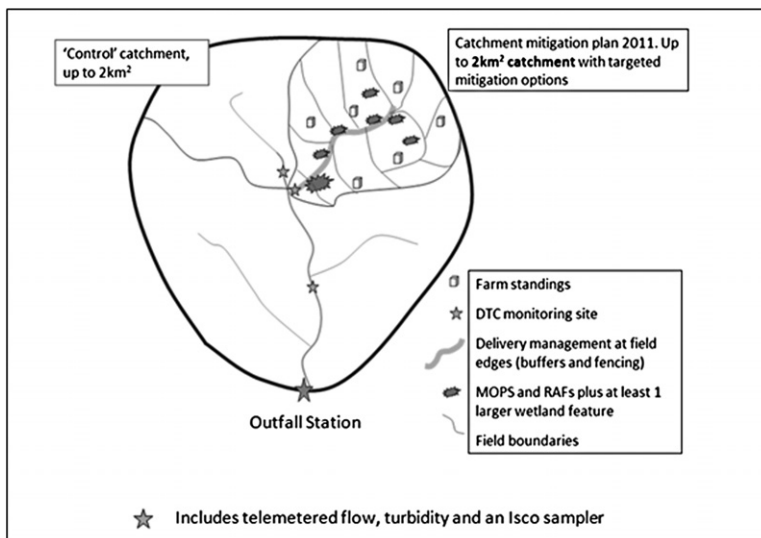 'Control' catchment,
up to 2km²
Catchment mitigation plan 2011. Up
to 2km² catchment with targeted
mitigation options
Farm standings
DTC monitoring site
Delivery management at field
edges (buffers and fencing)
MOPS and RAFs plus at least 1
larger wetland feature
Field boundaries
Outfall Station
Includes telemetered flow, turbidity and an Isco sampler